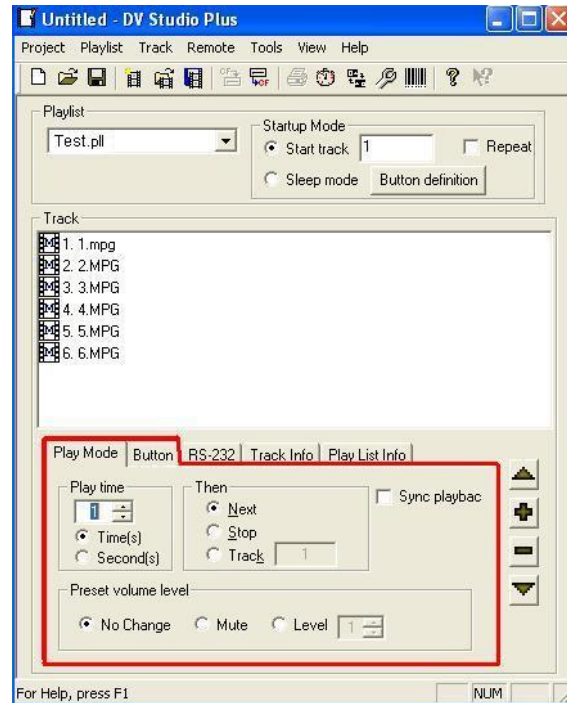 Untitled - DV Studio Plus
Project Playlist Track Remote Tools View Help
Playlist
Test.pll
Startup Mode
Start track 1 Repeat
Sleep mode Button definition
Track
1. 1.mpg
2. 2.MPG
3. 3.MPG
4. 4.MPG
5. 5.MPG
6. 6.MPG
Play Mode Button RS-232 Track Info Play List Info
Play time
1
Time(s)
Second(s)
Then
Next
Stop
Track 1
Sync playbac
Preset volume level
No Change Mute Level 1
For Help, press F1 NUM